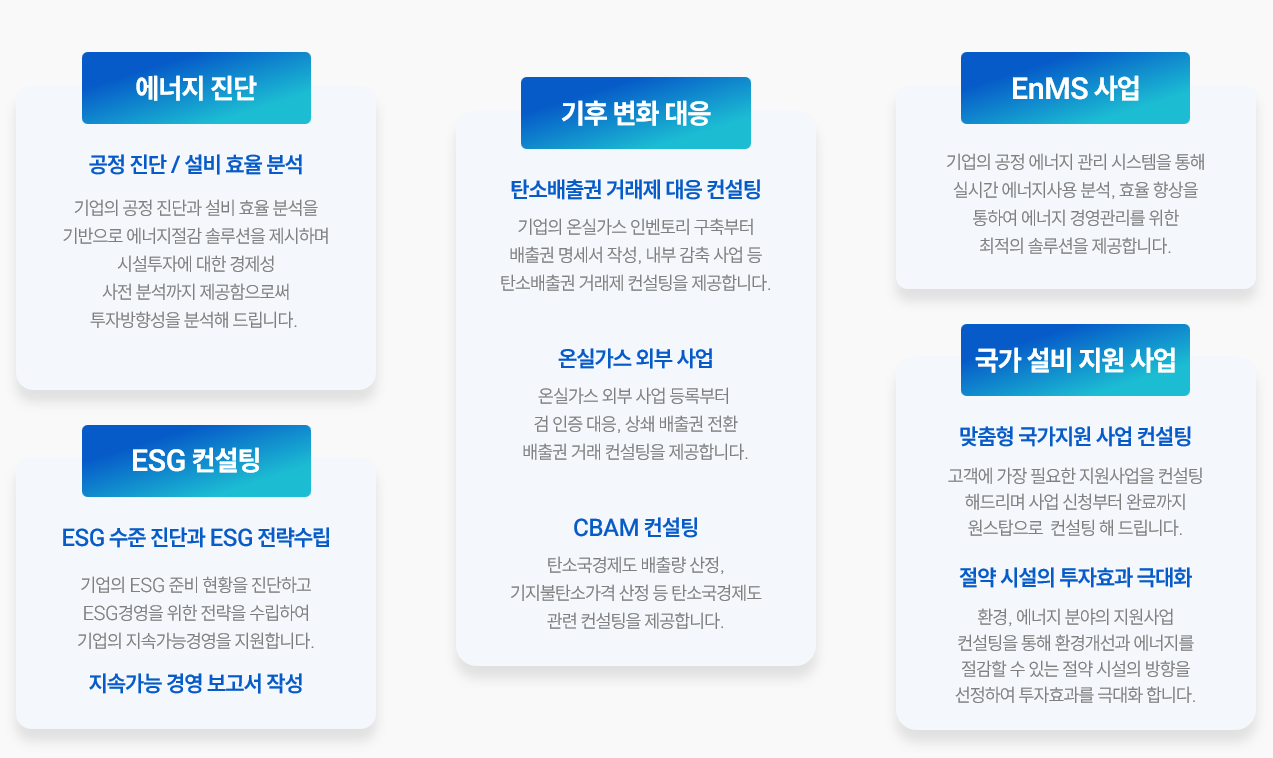 에너지 진단
공정 진단 / 설비 효율 분석
기업의 공정 진단과 설비 효율 분석을
기반으로 에너지절감 솔루션을 제시하며
시설투자에 대한 경제성
사전 분석까지 제공함으로써
투자방향성을 분석해 드립니다.
ESG 컨설팅
ESG 수준 진단과 ESG 전략수립
기업의 ESG 준비 현황을 진단하고
ESG경영을 위한 전략을 수립하여
기업의 지속가능경영을 지원합니다.
지속가능 경영 보고서 작성
기후 변화 대응
탄소배출권 거래제 대응 컨설팅
기업의 온실가스 인벤토리 구축부터
배출권 명세서 작성, 내부 감축 사업 등
탄소배출권 거래제 컨설팅을 제공합니다.
온실가스 외부 사업
온실가스 외부 사업 등록부터
검 인증 대응, 상쇄 배출권 전환
배출권 거래 컨설팅을 제공합니다.
CBAM 컨설팅
탄소국경제도 배출량 산정,
기지불탄소가격 산정 등 탄소국경제도
관련 컨설팅을 제공합니다.
EnMS 사업
기업의 공정 에너지 관리 시스템을 통해
실시간 에너지사용 분석, 효율 향상을
통하여 에너지 경영관리를 위한
최적의 솔루션을 제공합니다.
국가 설비 지원 사업
맞춤형 국가지원 사업 컨설팅
고객에 가장 필요한 지원사업을 컨설팅
해드리며 사업 신청부터 완료까지
원스탑으로 컨설팅 해 드립니다.
절약 시설의 투자효과 극대화
환경, 에너지 분야의 지원사업
컨설팅을 통해 환경개선과 에너지를
절감할 수 있는 절약 시설의 방향을
선정하여 투자효과를 극대화 합니다.